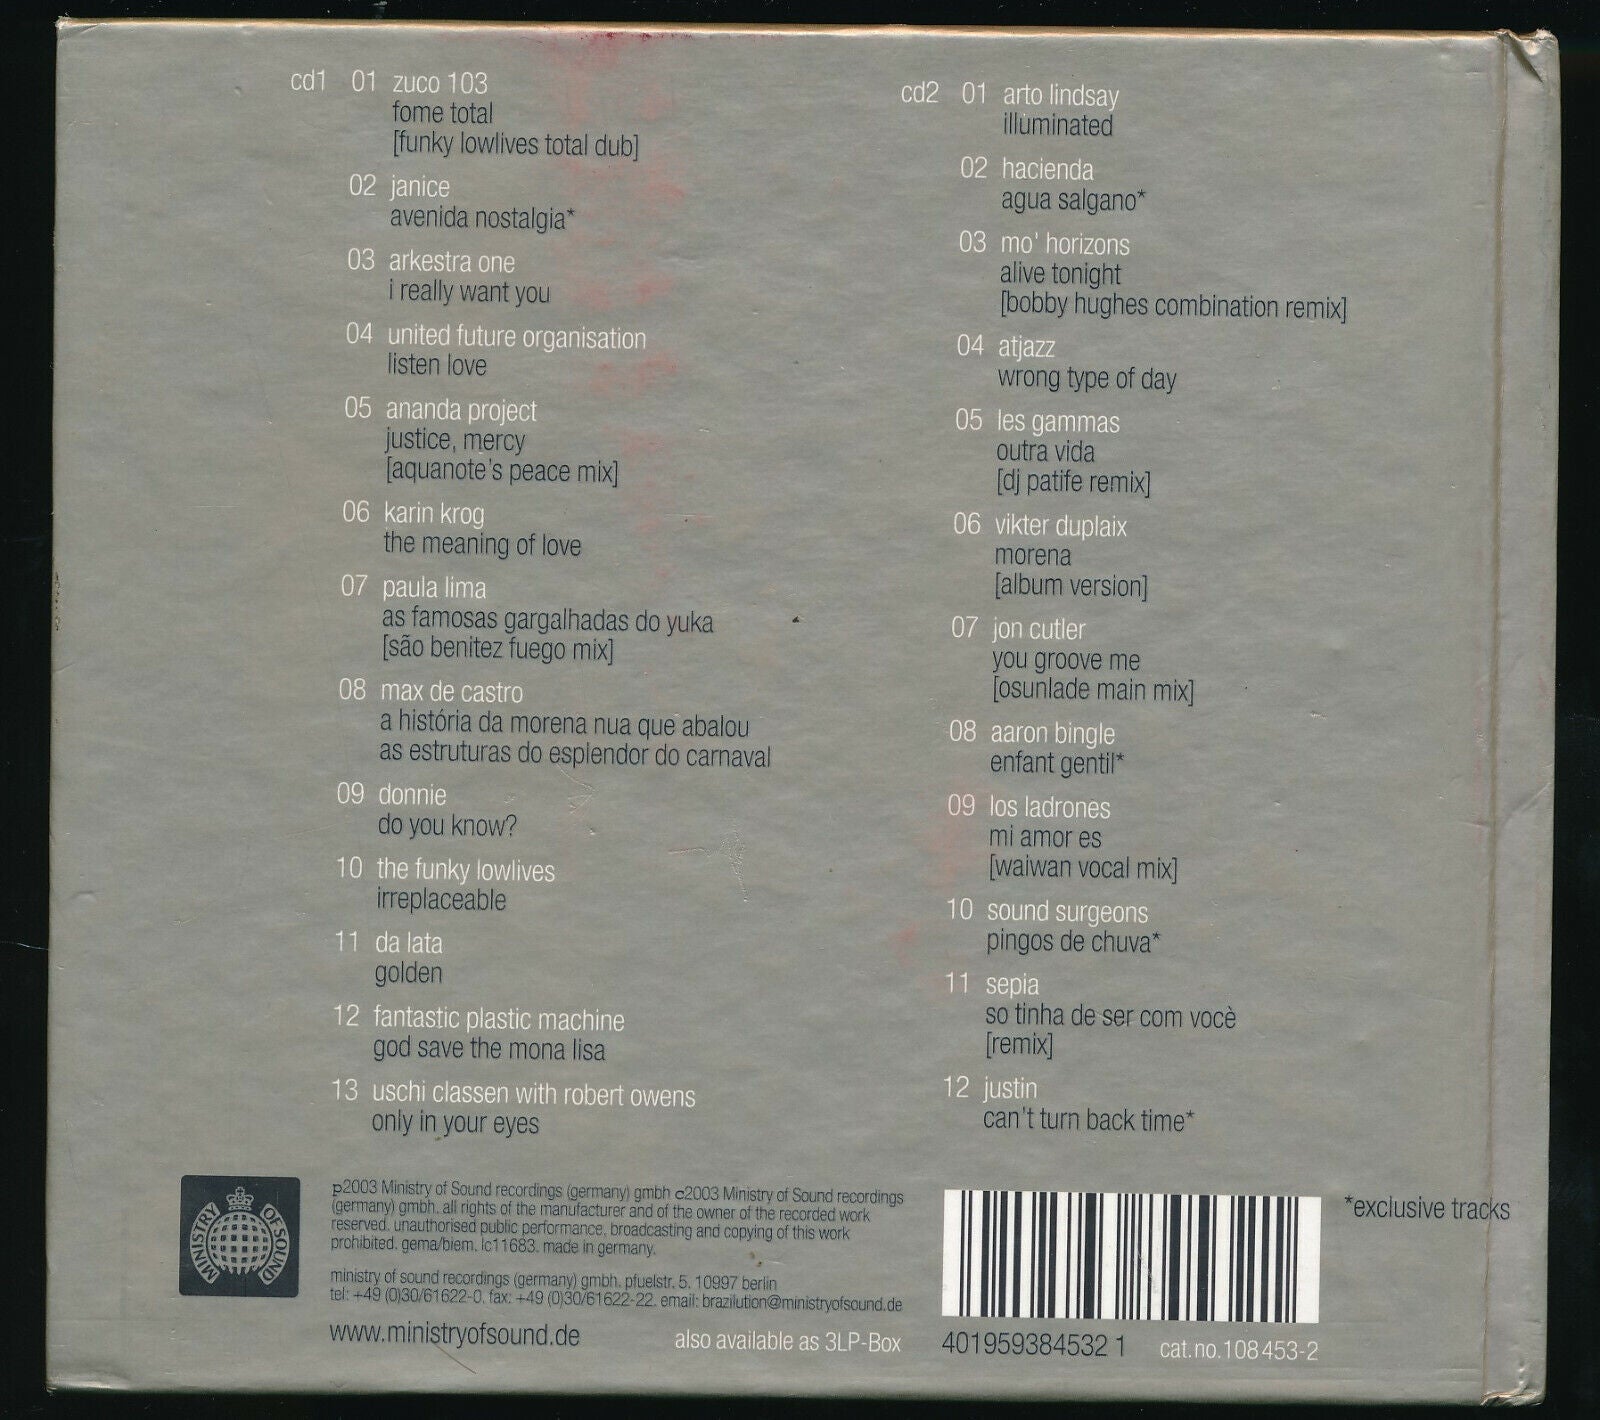 cd1 01 zuco 103
fome total
[funky lowlives total dub]
02 janice
avenida nostalgia*
03 arkestra one
i really want you
04 united future organisation
listen love
05 ananda project
justice, mercy
[aquanote's peace mix]
06 karin krog
the meaning of love
07 paula lima
as famosas gargalhadas do yuka
[são benitez fuego mix]
08 max de castro
a história da morena nua que abalou
as estruturas do esplendor do carnaval
09 donnie
do you know?
10 the funky lowlives
irreplaceable
11 da lata
golden
12 fantastic plastic machine
god save the mona lisa
13 uschi classen with robert owens
only in your eyes
cd2 01 arto lindsay
illuminated
02 hacienda
agua salgano*
03 mo' horizons
alive tonight
[bobby hughes combination remix]
04 atjazz
wrong type of day
05 les gammas
outra vida
[dj patife remix]
06 vikter duplaix
morena
[album version]
07 jon cutler
you groove me
[osunlade main mix]
08 aaron bingle
enfant gentil*
09 los ladrones
mi amor es
[waiwan vocal mix]
10 sound surgeons
pingos de chuva*
11 sepia
so tinha de ser com vocè
[remix]
12 justin
can't turn back time*
MINISTRY OF SOUND
p2003 Ministry of Sound recordings (germany) gmbh c2003 Ministry of Sound recordings
(germany) gmbh. all rights of the manufacturer and of the owner of the recorded work
reserved. unauthorised public performance, broadcasting and copying of this work
prohibited. gema/biem. lc11683. made in germany.
ministry of sound recordings (germany) gmbh. pfuelstr. 5. 10997 berlin
tel: +49 (0)30/61622-0. fax: +49 (0)30/61622-22. email: brazilution@ministryofsound.de
www.ministryofsound.de
also available as 3LP-Box
401959384532 1
cat.no.108 453-2
*exclusive tracks